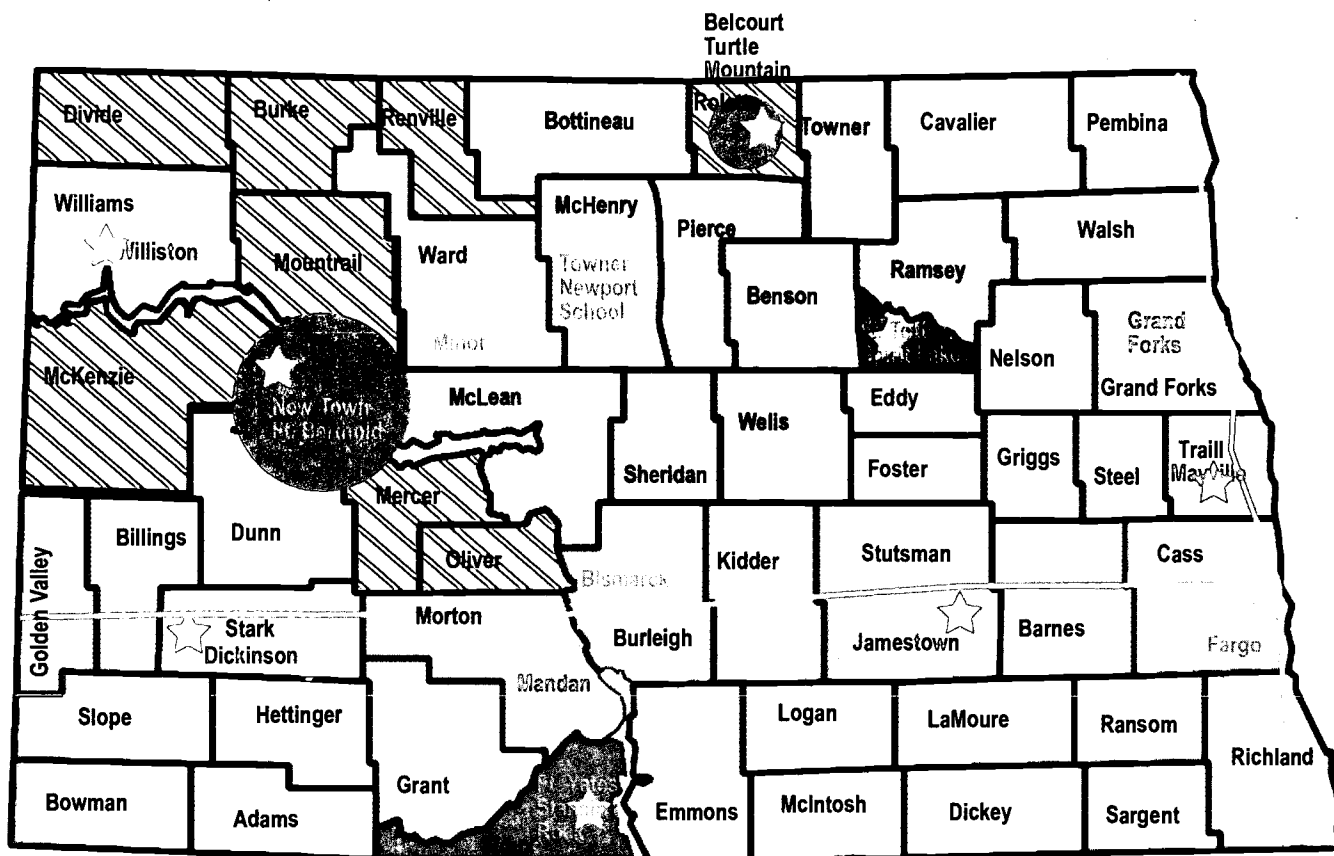 Belcourt
Turtle
Mountain
Divide
Burke
Renville
Bottineau
Towner
Cavalier
Pembina
Williams
Williston
Mountrail
Ward
Minot
McHenry
Towner
Newport
School
Pierce
Benson
Ramsey
Walsh
Nelson
Grand
Forks
Grand Forks
McKenzie
New Town
McLean
Sheridan
Wells
Eddy
Foster
Griggs
Steel
Traill
Mayville
Mercer
Oliver
Golden Valley
Billings
Dunn
Bismarck
Kidder
Stutsman
Cass
Stark
Dickinson
Morton
Mandan
Burleigh
Jamestown
Barnes
Fargo
Slope
Hettinger
Grant
Logan
LaMoure
Ransom
Richland
Bowman
Adams
Emmons
McIntosh
Dickey
Sargent